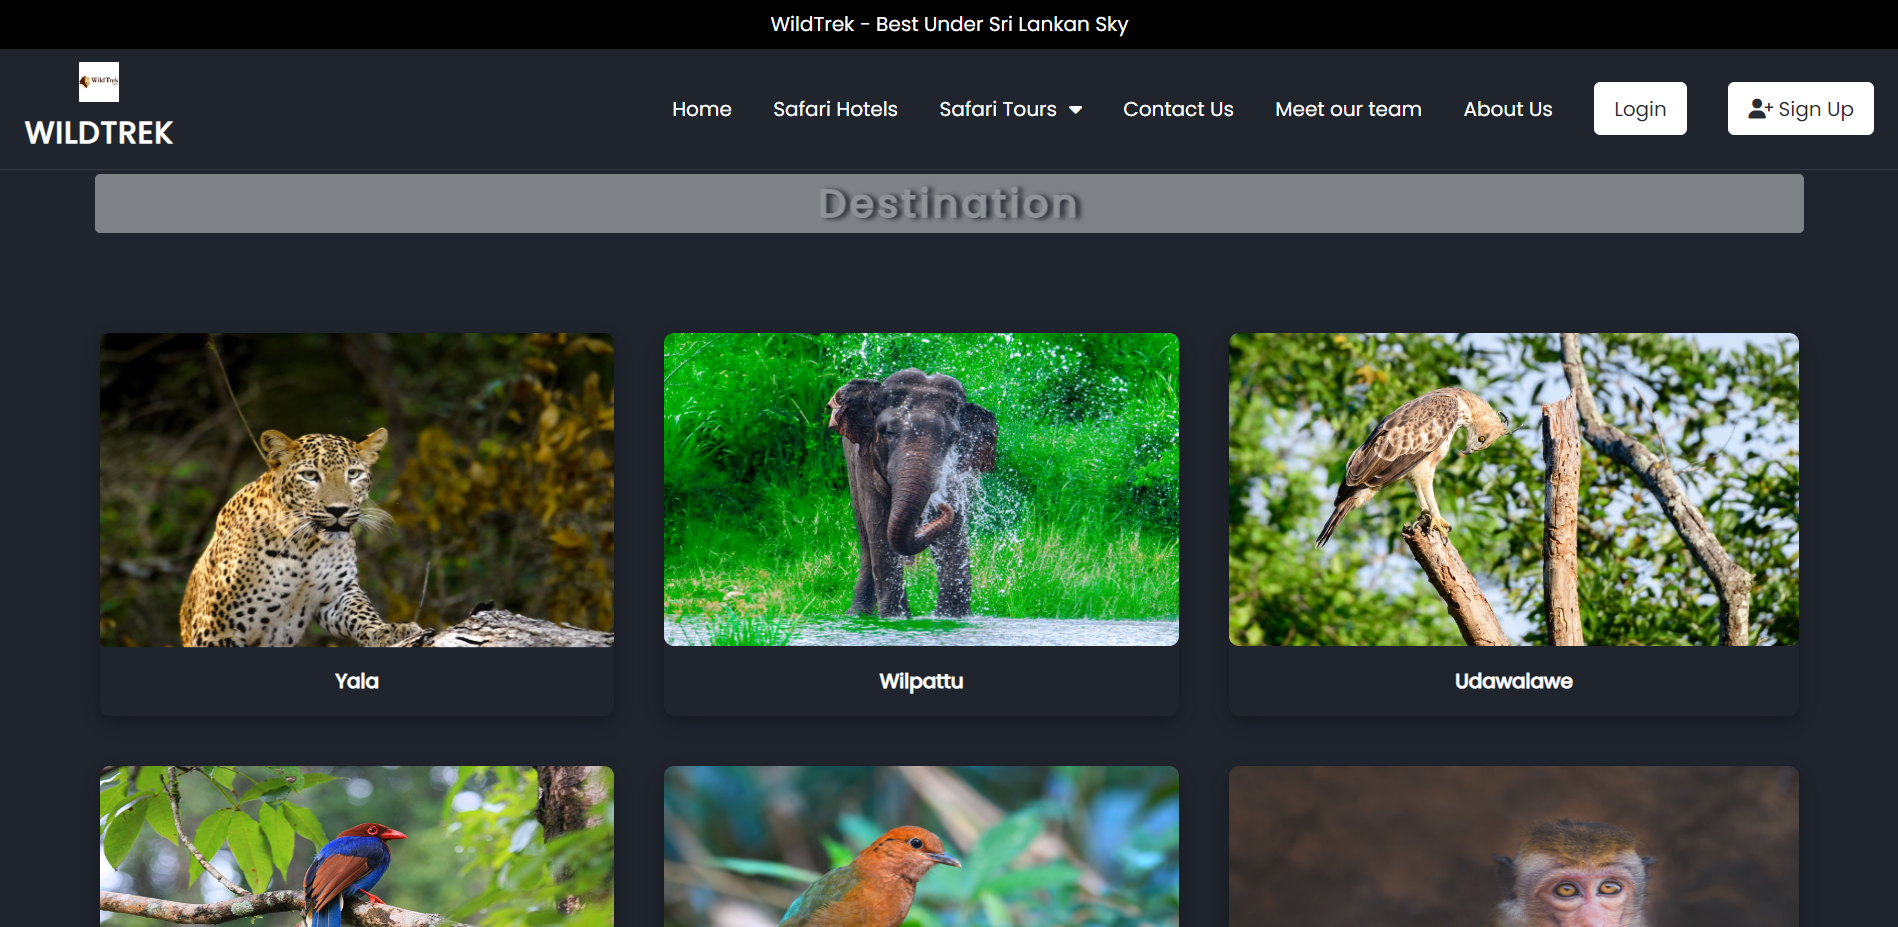 WildTrek - Best Under Sri Lankan Sky
WildTrek
WILDTREK
Home
Safari Hotels
Safari Tours
Contact Us
Meet our team
About Us
Login
Sign Up
Destination
Yala
Wilpattu
Udawalawe